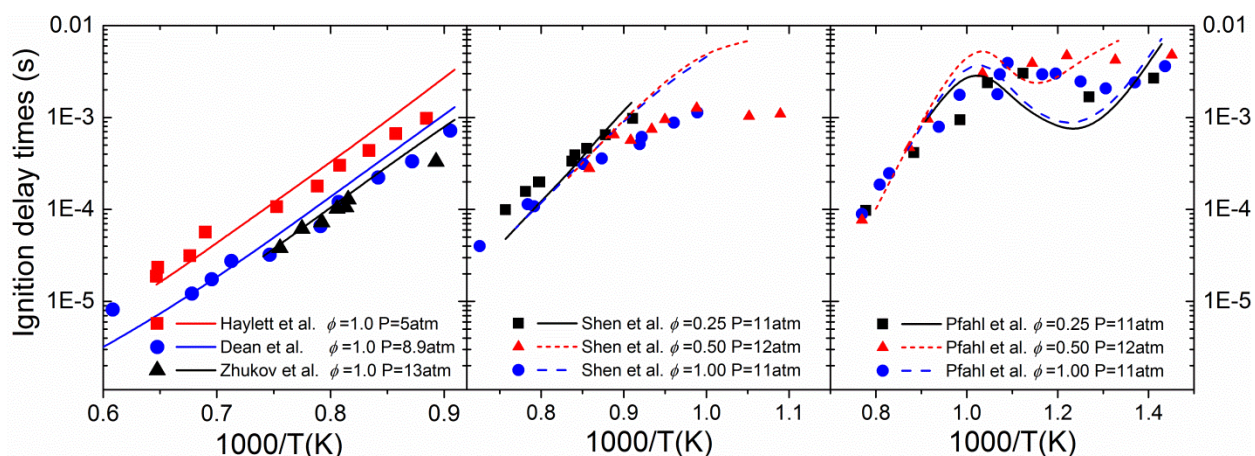 Ignition delay times (s)
0.01
1E-3
1E-4
1E-5
Haylett et al. ϕ=1.0 P=5atm
Dean et al. ϕ=1.0 P=8.9atm
Zhukov et al. ϕ=1.0 P=13atm
0.6 0.7 0.8 0.9
1000/T(K)
Shen et al. ϕ=0.25 P=11atm
Shen et al. ϕ=0.50 P=12atm
Shen et al. ϕ=1.00 P=11atm
0.8 0.9 1.0 1.1
1000/T(K)
Pfahl et al. ϕ=0.25 P=11atm
Pfahl et al. ϕ=0.50 P=12atm
Pfahl et al. ϕ=1.00 P=11atm
0.8 1.0 1.2 1.4
1000/T(K)
0.01
1E-3
1E-4
1E-5